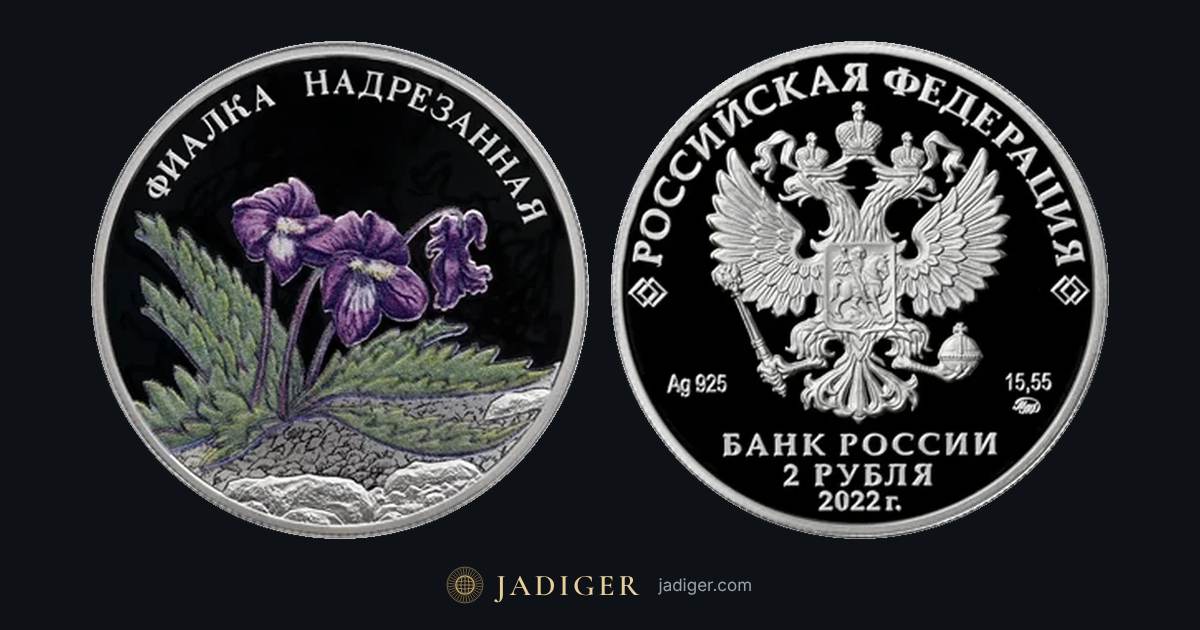 ФИАЛКА НАДРЕЗАННАЯ
РОССИЙСКАЯ ФЕДЕРАЦИЯ
Ag 925
15,55
БАНК РОССИИ
2 РУБЛЯ
2022 г.
JADIGER jadiger.com